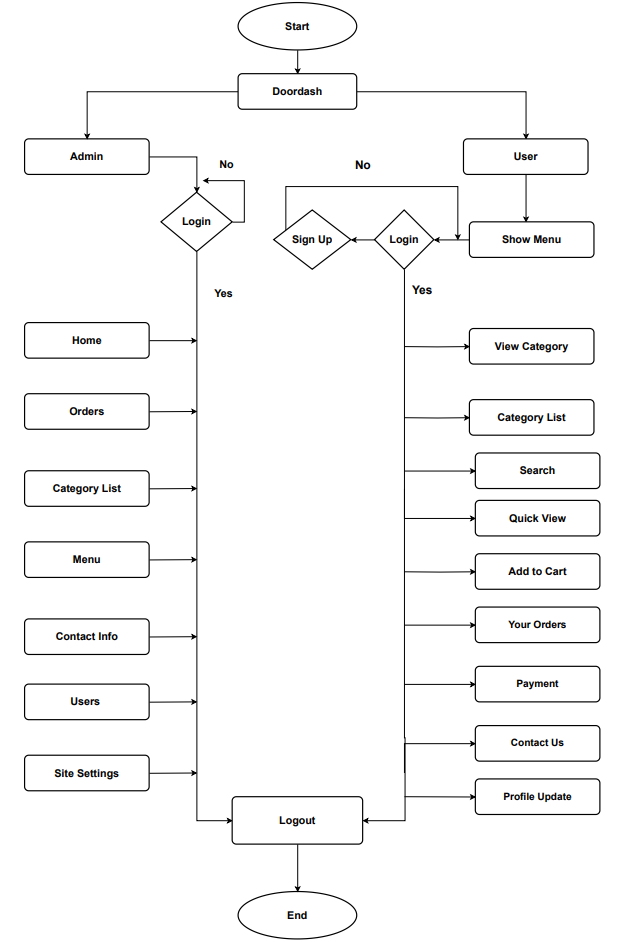 Start
Doordash
Admin
User
No
No
Login
Sign Up
Login
Show Menu
Yes
Yes
Home
View Category
Orders
Category List
Search
Category List
Quick View
Menu
Add to Cart
Contact Info
Your Orders
Users
Payment
Contact Us
Site Settings
Profile Update
Logout
End